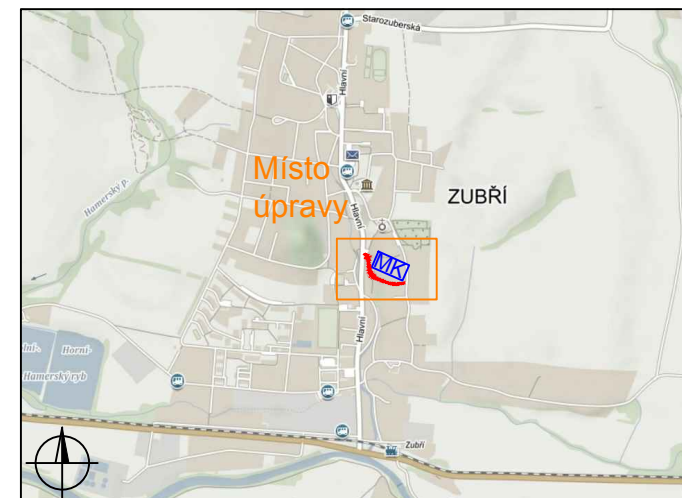 Starozuberská
Hlavní
Místo
úpravy
ZUBŘÍ
Hamerský p.
Hlavní
MK
Hlavní
Horní-
Hamerský ryb
Zubří